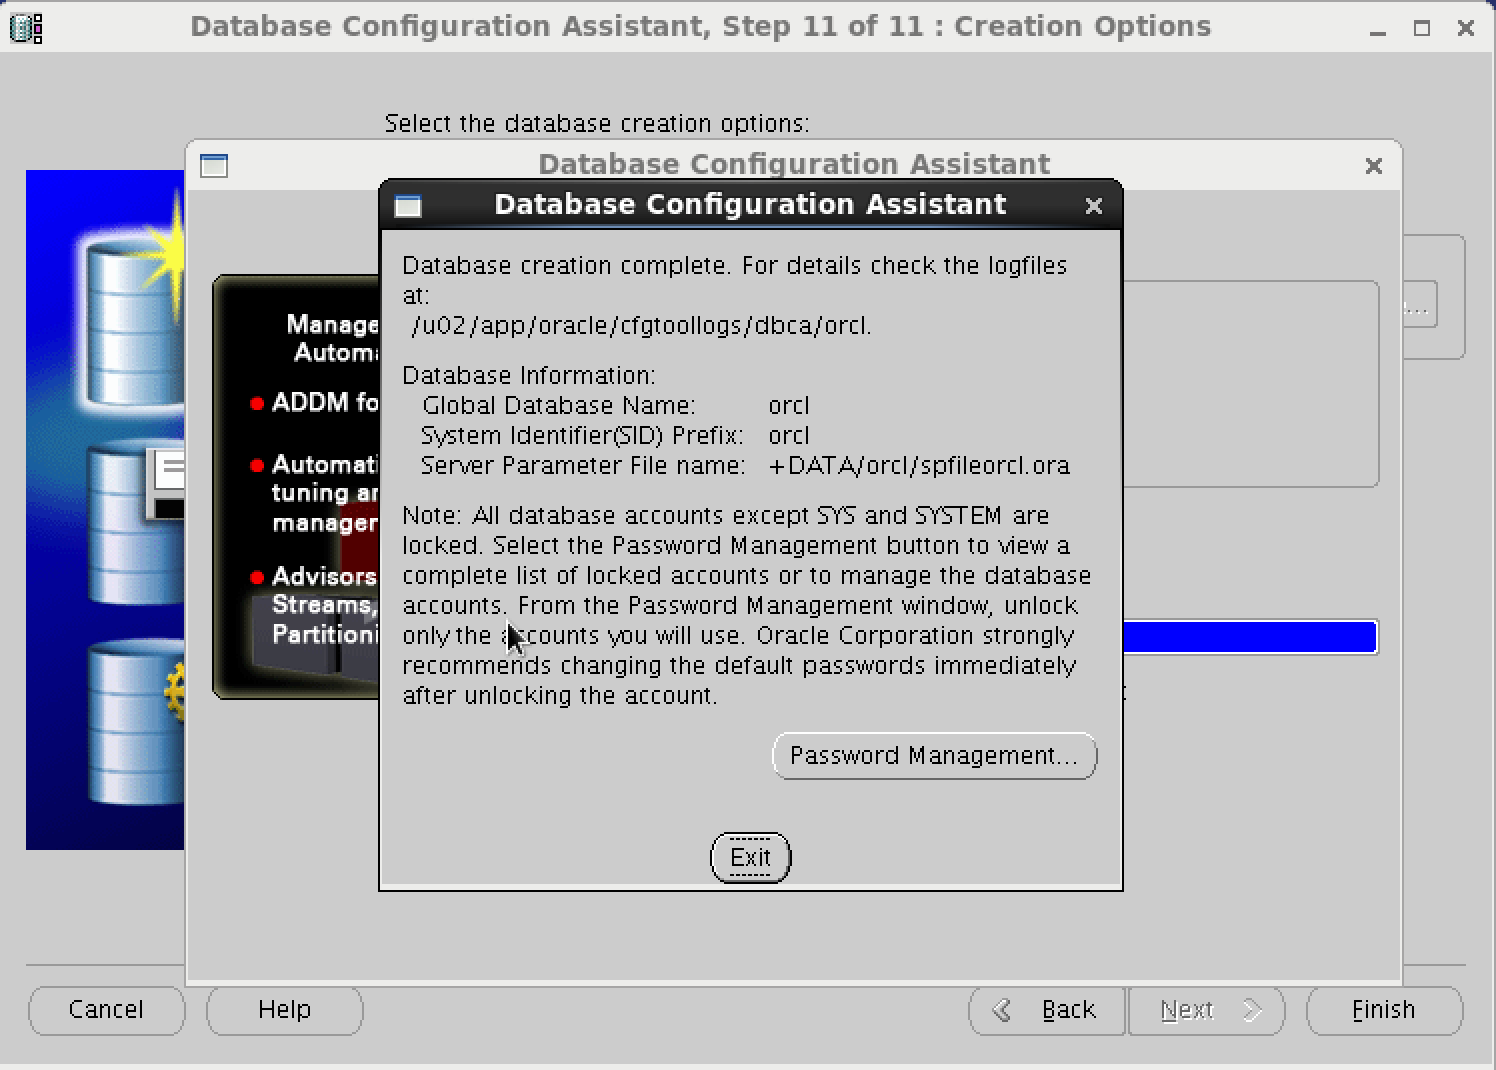 Database Configuration Assistant, Step 11 of 11 : Creation Options
Select the database creation options:
Database Configuration Assistant
Database Configuration Assistant
Database creation complete. For details check the logfiles
at:
/u02/app/oracle/cfgtoollogs/dbca/orcl.
Database Information:
Global Database Name: orcl
System Identifier(SID) Prefix: orcl
Server Parameter File name: +DATA/orcl/spfileorcl.ora
Note: All database accounts except SYS and SYSTEM are
locked. Select the Password Management button to view a
complete list of locked accounts or to manage the database
accounts. From the Password Management window, unlock
only the accounts you will use. Oracle Corporation strongly
recommends changing the default passwords immediately
after unlocking the account.
Password Management...
Exit
Manage
Automa
ADDM fo
Automati
tuning ar
manager
Advisors
Streams,
Partitioni
...
Cancel
Help
Back
Next
Finish